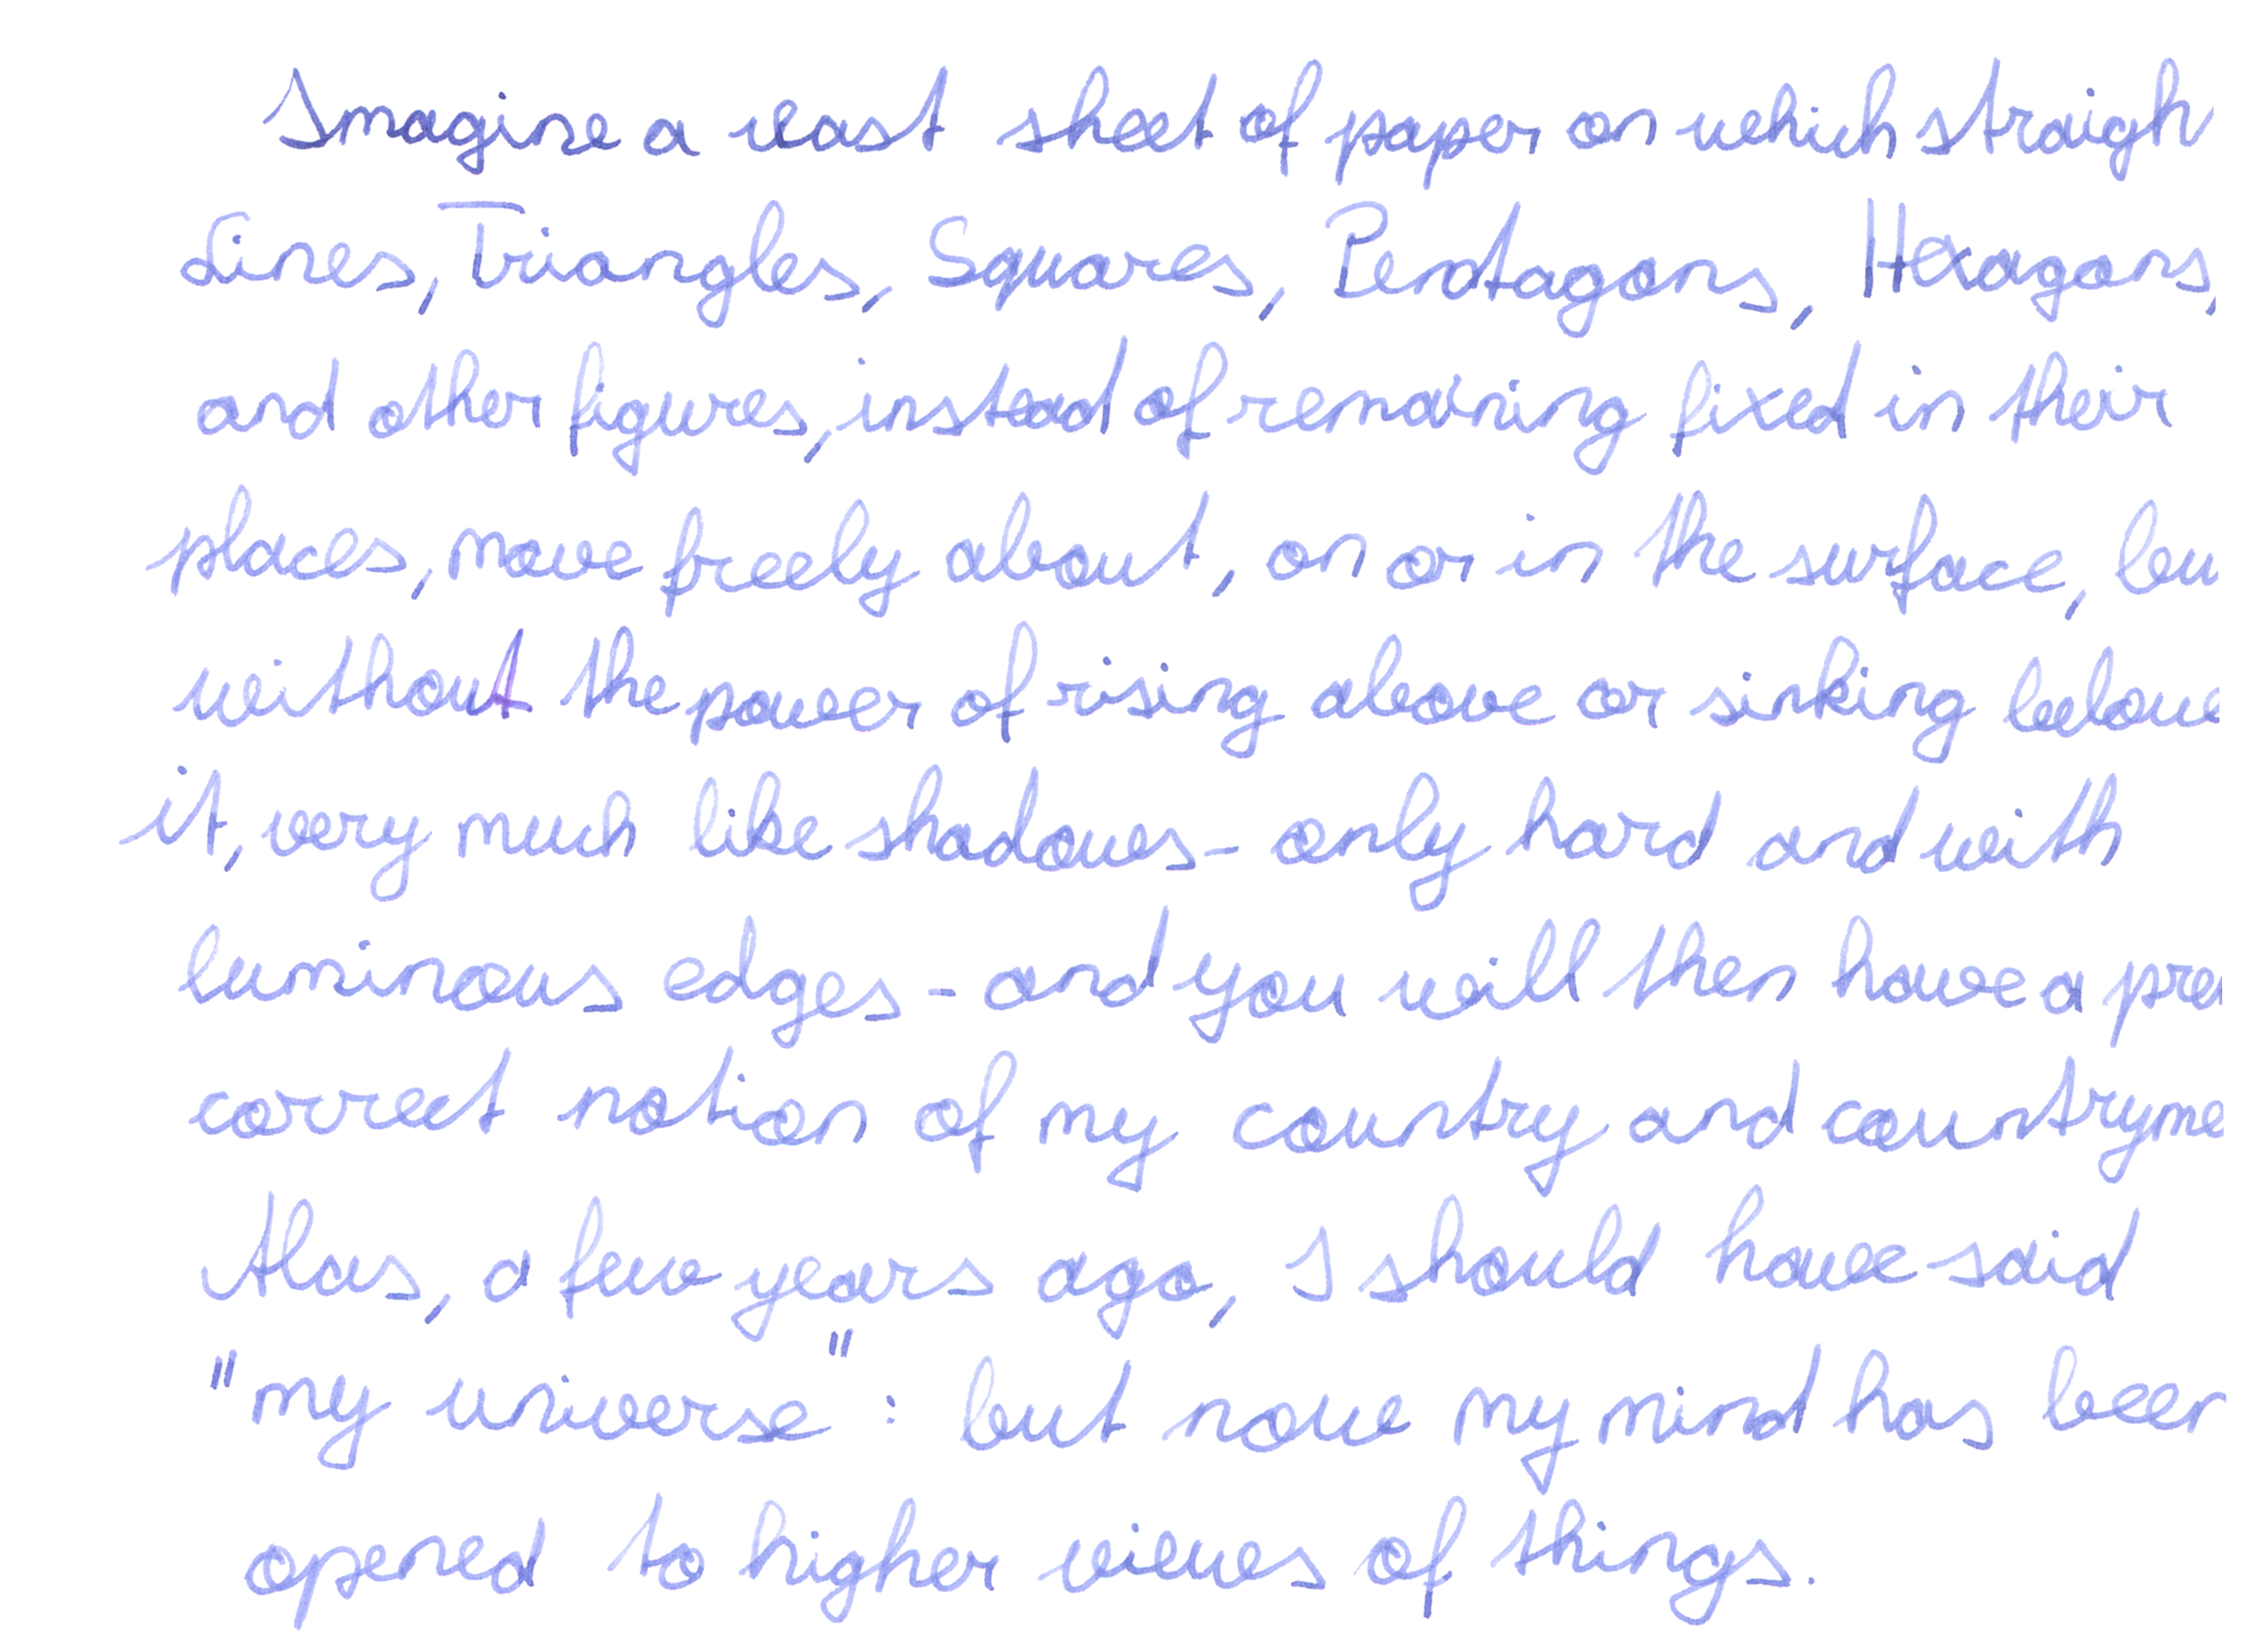 Imagine a vast sheet of paper on which straigh
Lines, Triangles, Squares, Pentagons, Hexagons,
and other figures, instead of remaining fixed in their
places, move freely about, on or in the surface, bu
without the power of rising above or sinking below
it, very much like shadows - only hard and with
luminous edges - and you will then have a pre
correct notion of my country and countryme
Alas, a few years ago, I should have said
"my universe" : but now my mind has been
opened to higher views of things.